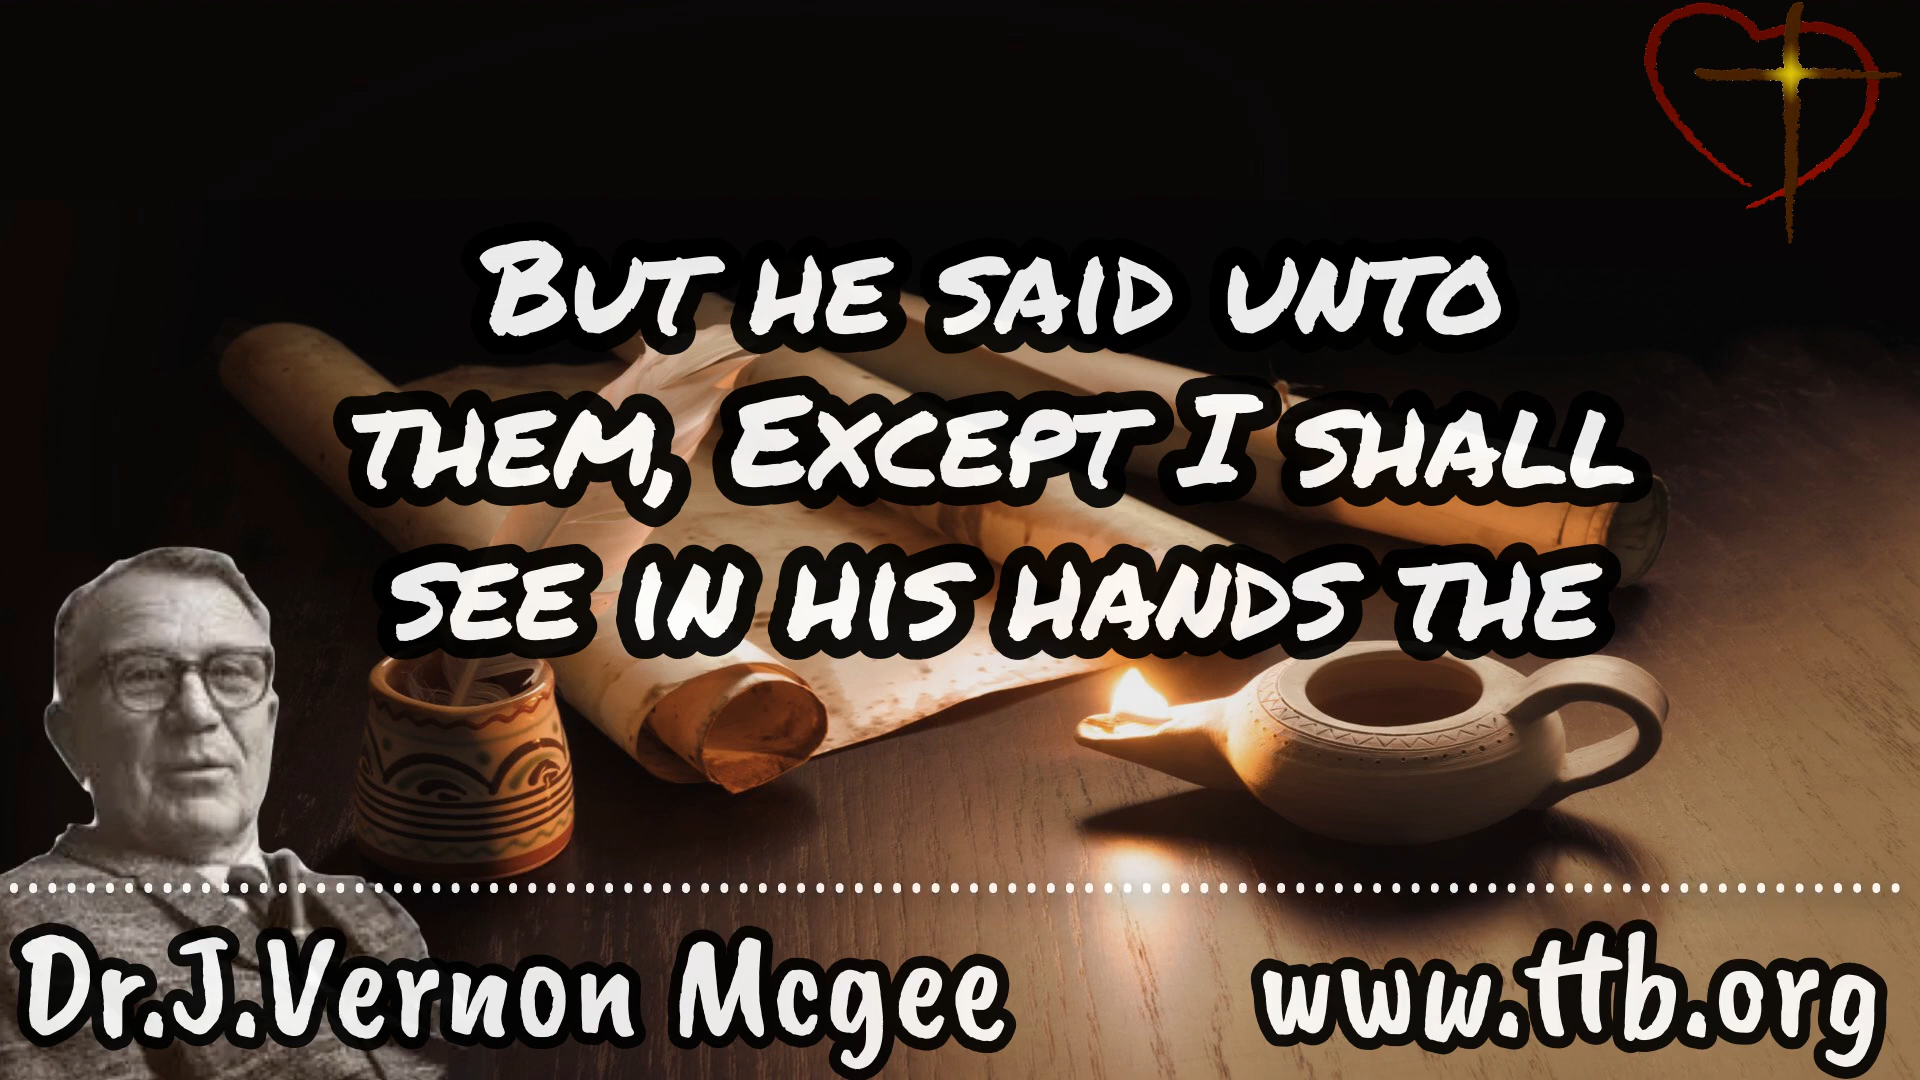 But he said unto
them, Except I shall
see in his hands the
Dr.J.Vernon Mcgee
www.ttb.org